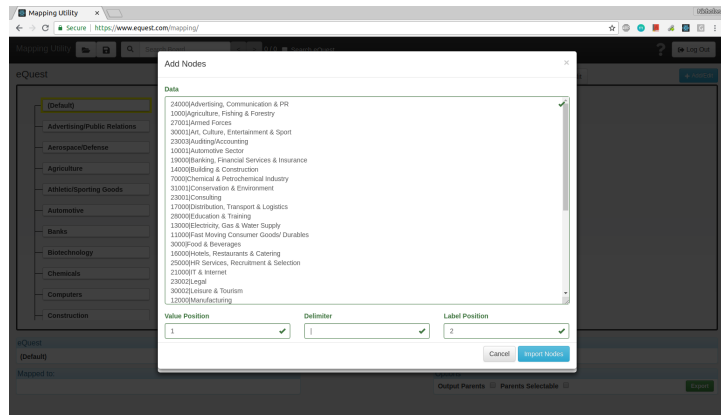 Mapping Utility
Nicholas
Secure | https://www.equest.com/mapping/
Mapping Utility
0 / 0
Search eQuest
Log Out
eQuest
Add Nodes
×
Data
24000|Advertising, Communication & PR
1000|Agriculture, Fishing & Forestry
27001|Armed Forces
30001|Art, Culture, Entertainment & Sport
23003|Auditing/Accounting
10001|Automotive Sector
19000|Banking, Financial Services & Insurance
14000|Building & Construction
7000|Chemical & Petrochemical Industry
31001|Conservation & Environment
23001|Consulting
17000|Distribution, Transport & Logistics
28000|Education & Training
13000|Electricity, Gas & Water Supply
11000|Fast Moving Consumer Goods/ Durables
3000|Food & Beverages
16000|Hotels, Restaurants & Catering
25000|HR Services, Recruitment & Selection
21000|IT & Internet
23002|Legal
30002|Leisure & Tourism
12000|Manufacturing
(Default)
Advertising/Public Relations
Aerospace/Defense
Agriculture
Athletic/Sporting Goods
Automotive
Banks
Biotechnology
Chemicals
Computers
Construction
Value Position
Delimiter
Label Position
1
|
2
Cancel
Import Nodes
eQuest
(Default)
Mapped to:
Output Parents
Parents Selectable
Export